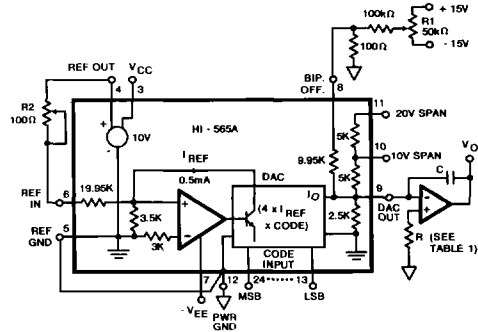 100kΩ
+ 15V
R1
50kΩ
- 15V
100Ω
REF OUT
VCC
4
3
BIP.
OFF.
8
R2
100Ω
+
10V
-
HI - 565A
11
20V SPAN
5K
9.95K
10
10V SPAN
5K
VO
IREF
0.5mA
DAC
C
REF
IN
6
19.95K
+
IO
9
-
DAC
OUT
+
(4 x IREF
x CODE)
3.5K
2.5K
REF
GND
5
3K
-
CODE
INPUT
R
(SEE
TABLE 1)
7
12
24
13
- VEE
PWR
GND
MSB
LSB